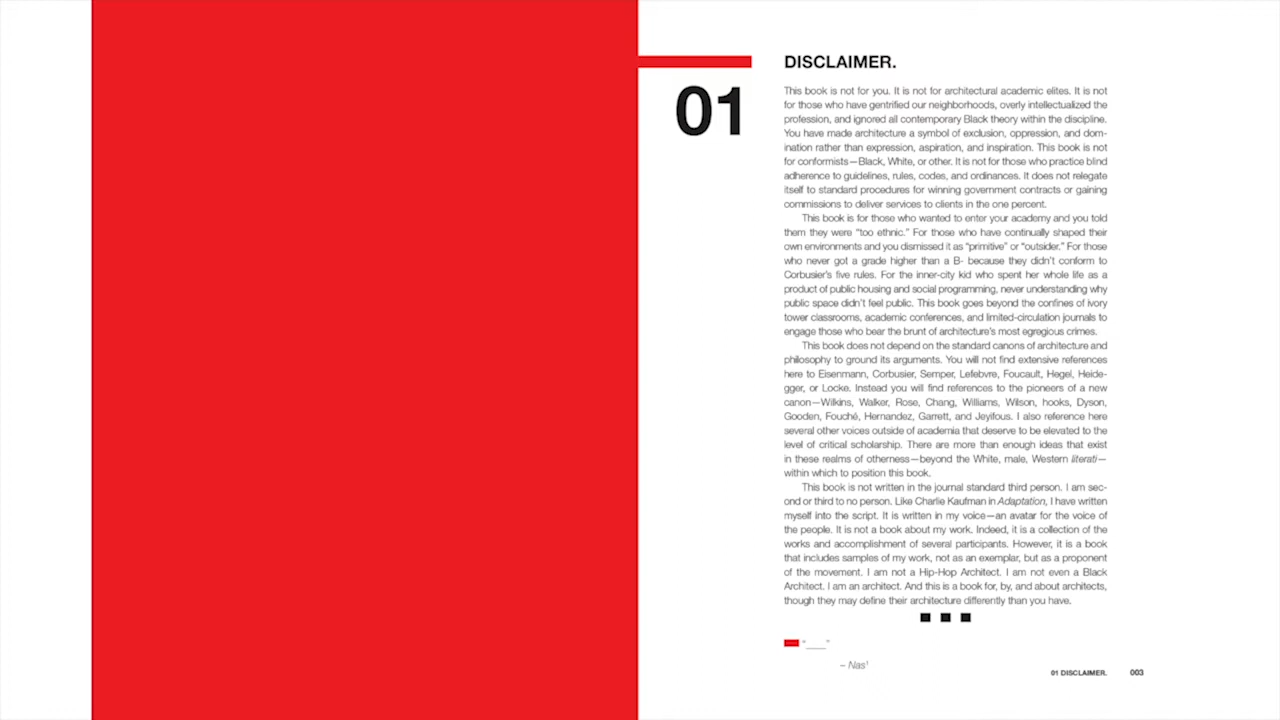 01
DISCLAIMER.
This book is not for you. It is not for architectural academic elites. It is not
for those who have gentrified our neighborhoods, overly intellectualized the
profession, and ignored all contemporary Black theory within the discipline.
You have made architecture a symbol of exclusion, oppression, and dom-
ination rather than expression, aspiration, and inspiration. This book is not
for conformists—Black, White, or other. It is not for those who practice blind
adherence to guidelines, rules, codes, and ordinances. It does not relegate
itself to standard procedures for winning government contracts or gaining
commissions to deliver services to clients in the one percent.
This book is for those who wanted to enter your academy and you told
them they were “too ethnic.” For those who have continually shaped their
own environments and you dismissed it as “primitive” or “outsider.” For those
who never got a grade higher than a B- because they didn’t conform to
Corbusier’s five rules. For the inner-city kid who spent her whole life as a
product of public housing and social programming, never understanding why
public space didn’t feel public. This book goes beyond the confines of ivory
tower classrooms, academic conferences, and limited-circulation journals to
engage those who bear the brunt of architecture’s most egregious crimes.
This book does not depend on the standard canons of architecture and
philosophy to ground its arguments. You will not find extensive references
here to Eisenmann, Corbusier, Semper, Lefebvre, Foucault, Hegel, Heide-
gger, or Locke. Instead you will find references to the pioneers of a new
canon—Wilkins, Walker, Rose, Chang, Williams, Wilson, hooks, Dyson,
Gooden, Fouché, Hernandez, Garrett, and Jeyifous. I also reference here
several other voices outside of academia that deserve to be elevated to the
level of critical scholarship. There are more than enough ideas that exist
in these realms of otherness—beyond the White, male, Western literati—
within which to position this book.
This book is not written in the journal standard third person. I am sec-
ond or third to no person. Like Charlie Kaufman in Adaptation, I have written
myself into the script. It is written in my voice—an avatar for the voice of
the people. It is not a book about my work. Indeed, it is a collection of the
works and accomplishment of several participants. However, it is a book
that includes samples of my work, not as an exemplar, but as a proponent
of the movement. I am not a Hip-Hop Architect. I am not even a Black
Architect. I am an architect. And this is a book for, by, and about architects,
though they may define their architecture differently than you have.
“____”
– Nas¹
01 DISCLAIMER. 003